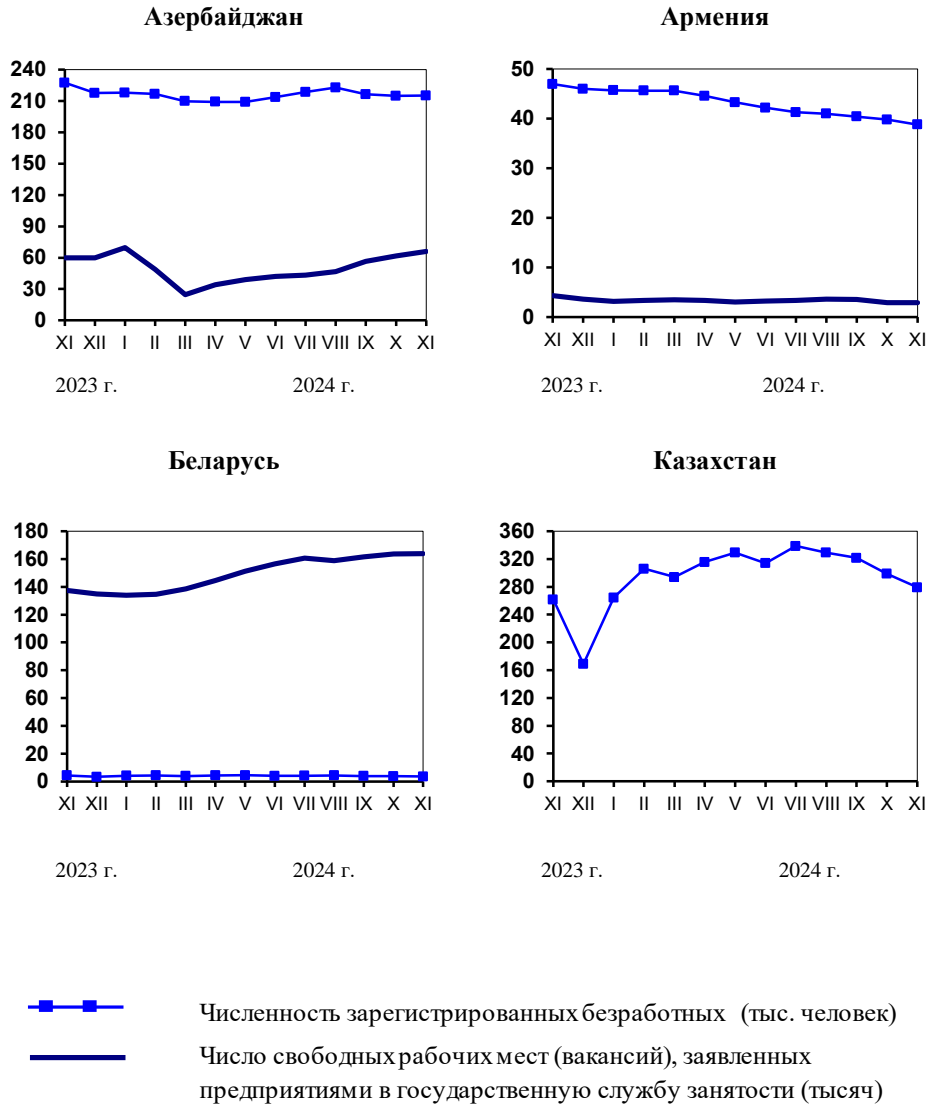 Азербайджан
240
210
180
150
120
90
60
30
0
XI XII I II III IV V VI VII VIII IX X XI
2023 г. 2024 г.
Армения
50
40
30
20
10
0
XI XII I II III IV V VI VII VIII IX X XI
2023 г. 2024 г.
Беларусь
180
160
140
120
100
80
60
40
20
0
XI XII I II III IV V VI VII VIII IX X XI
2023 г. 2024 г.
Казахстан
360
320
280
240
200
160
120
80
40
0
XI XII I II III IV V VI VII VIII IX X XI
2023 г. 2024 г.
Численность зарегистрированных безработных (тыс. человек)
Число свободных рабочих мест (вакансий), заявленных
предприятиями в государственную службу занятости (тысяч)